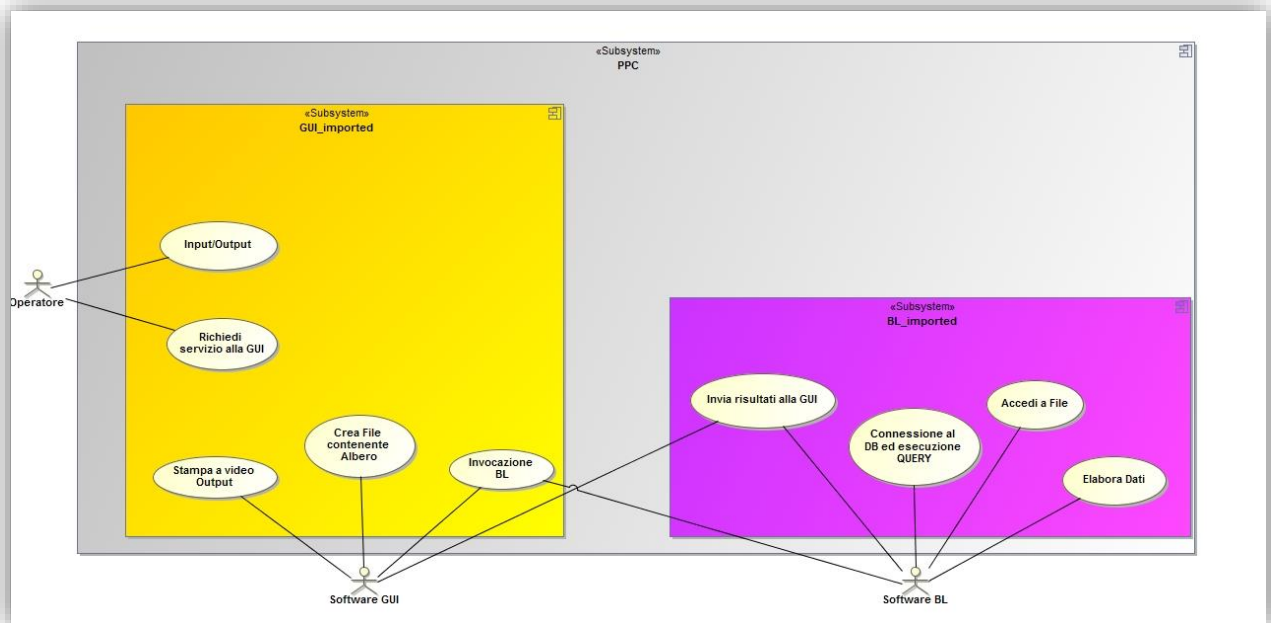 «Subsystem»
PPC
«Subsystem»
GUI_imported
Input/Output
Operatore
Richiedi
servizio alla GUI
Crea File
contenente
Albero
Stampa a video
Output
Invocazione
BL
«Subsystem»
BL_imported
Invia risultati alla GUI
Connessione al
DB ed esecuzione
QUERY
Accedi a File
Elabora Dati
Software GUI
Software BL